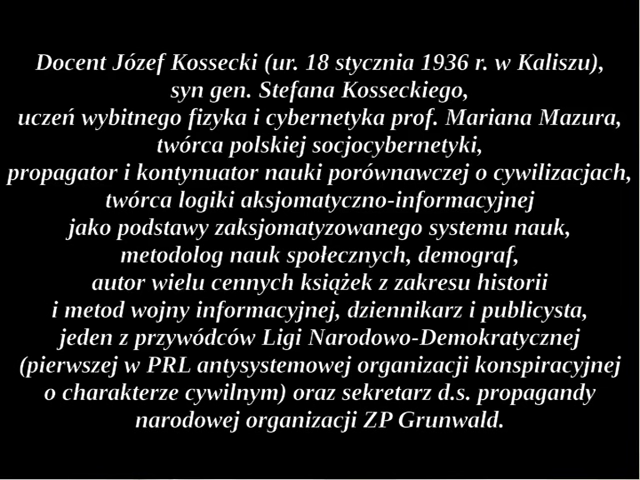 Docent Józef Kossecki (ur. 18 stycznia 1936 r. w Kaliszu),
syn gen. Stefana Kosseckiego,
uczeń wybitnego fizyka i cybernetyka prof. Mariana Mazura,
twórca polskiej socjocybernetyki,
propagator i kontynuator nauki porównawczej o cywilizacjach,
twórca logiki aksjomatyczno-informacyjnej
jako podstawy zaksjomatyzowanego systemu nauk,
metodolog nauk społecznych, demograf,
autor wielu cennych książek z zakresu historii
i metod wojny informacyjnej, dziennikarz i publicysta,
jeden z przywódców Ligi Narodowo-Demokratycznej
(pierwszej w PRL antysystemowej organizacji konspiracyjnej
o charakterze cywilnym) oraz sekretarz d.s. propagandy
narodowej organizacji ZP Grunwald.